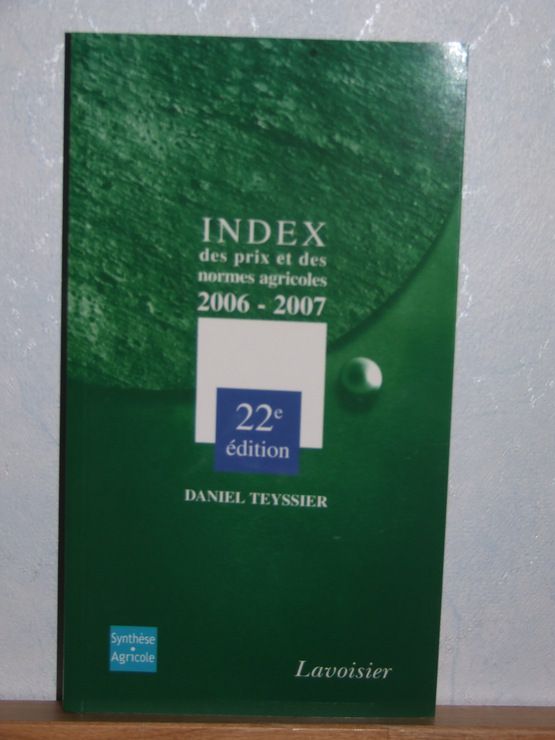 INDEX
des prix et des
normes agricoles
2006 - 2007
22e
édition
DANIEL TEYSSIER
Synthèse
Agricole
Lavoisier